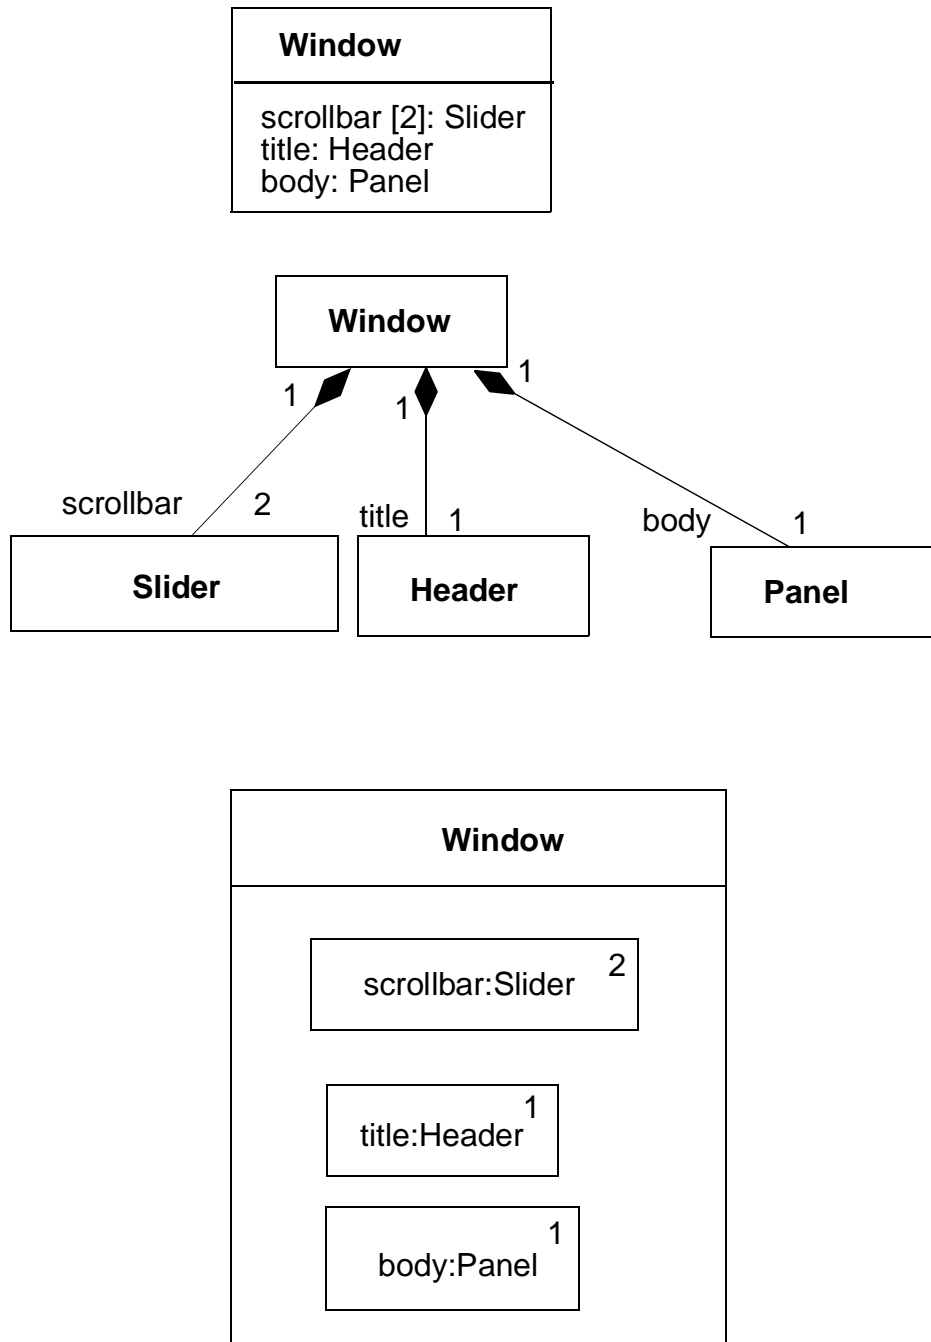 Window
scrollbar [2]: Slider
title: Header
body: Panel
Window
1
1
1
scrollbar
2
title
1
body
1
Slider
Header
Panel
Window
scrollbar:Slider
2
title:Header
1
body:Panel
1